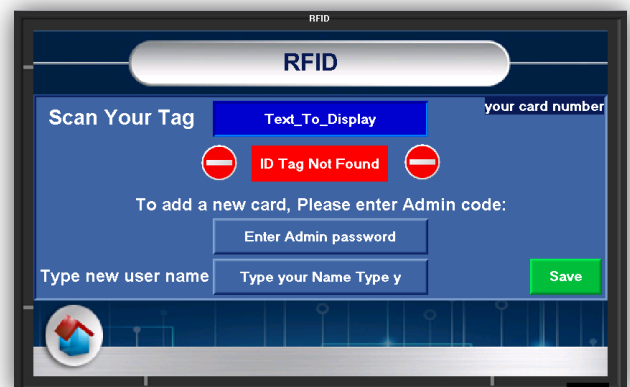 RFID
RFID
Scan Your Tag
Text_To_Display
your card number
ID Tag Not Found
To add a new card, Please enter Admin code:
Enter Admin password
Type new user name
Type your Name Type y
Save